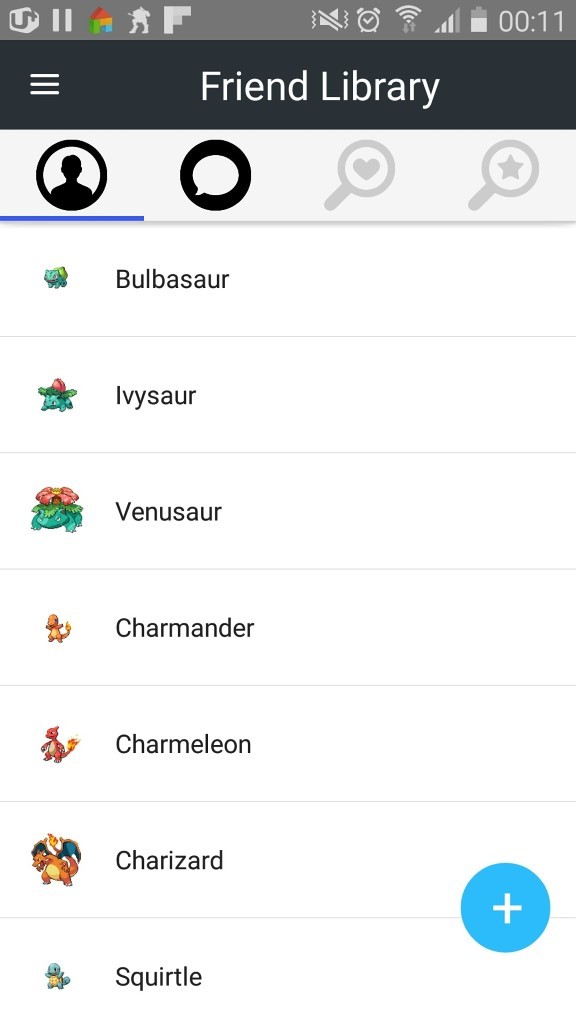 00:11
Friend Library
Bulbasaur
Ivysaur
Venusaur
Charmander
Charmeleon
Charizard
Squirtle